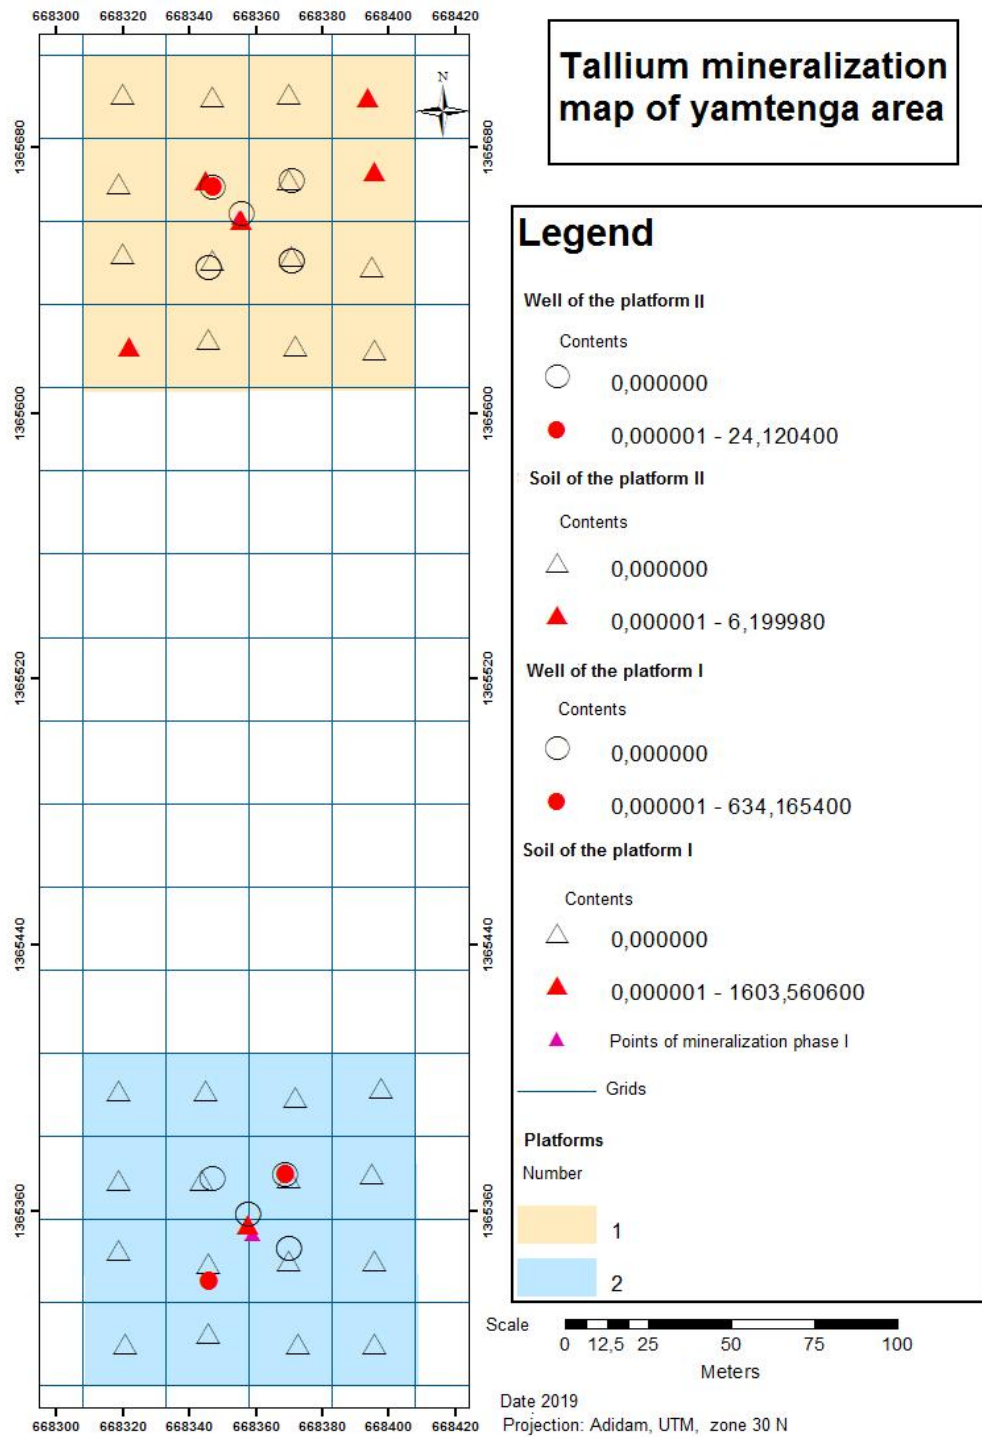 668300 668320 668340 668360 668380 668400 668420
Tallium mineralization
map of yamtenga area
N
1365680 1365680
1365600 1365600
1365520 1365520
1365440 1365440
1365360 1365360
668300 668320 668340 668360 668380 668400 668420
Legend
Well of the platform II
Contents
0,000000
0,000001 - 24,120400
Soil of the platform II
Contents
0,000000
0,000001 - 6,199980
Well of the platform I
Contents
0,000000
0,000001 - 634,165400
Soil of the platform I
Contents
0,000000
0,000001 - 1603,560600
Points of mineralization phase I
Grids
Platforms
Number
1
2
Scale
0 12,5 25 50 75 100
Meters
Date 2019
Projection: Adidam, UTM, zone 30 N